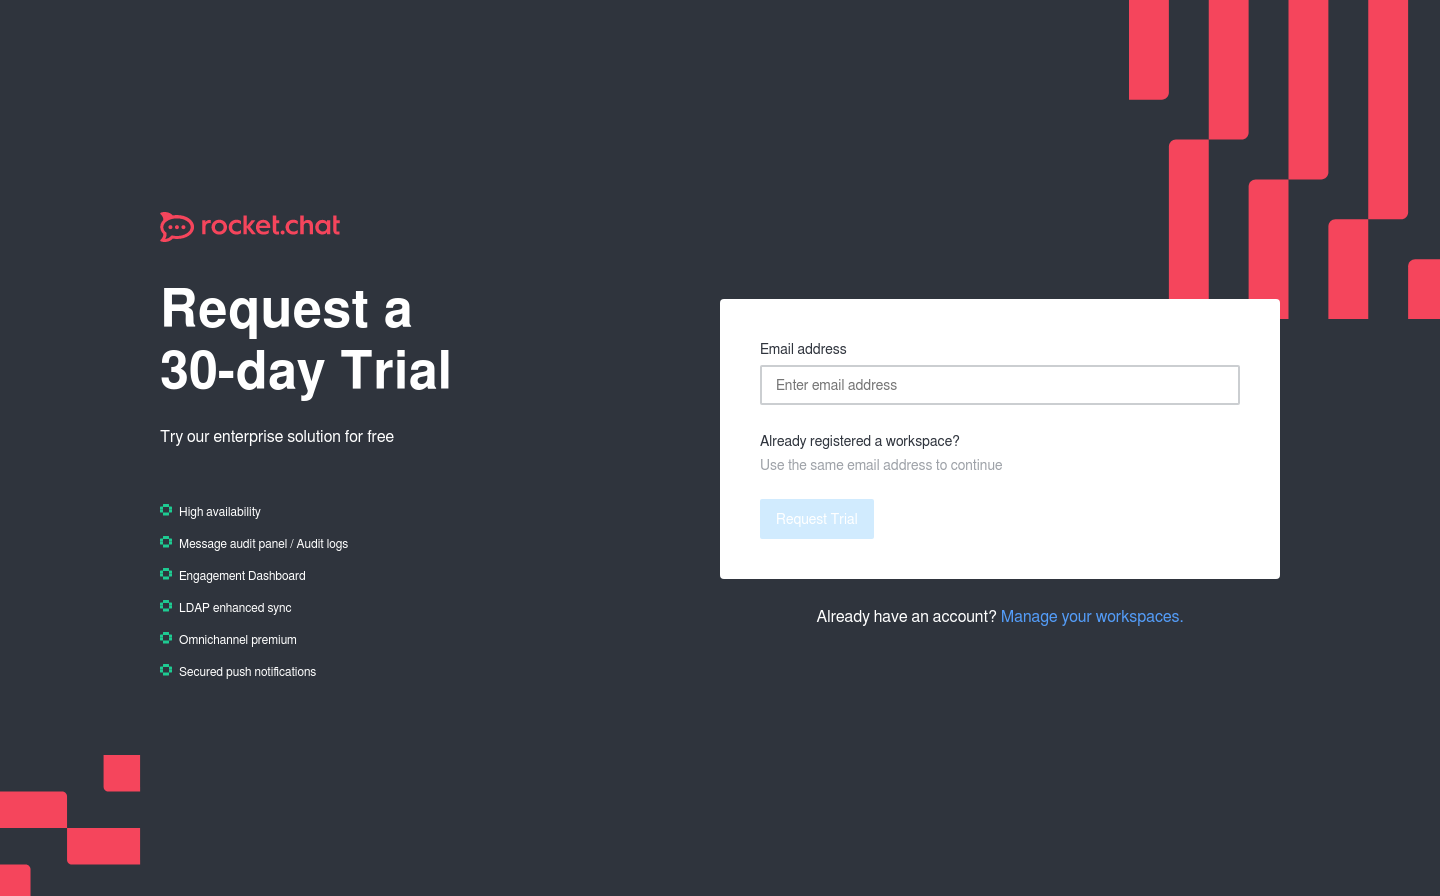 rocket.chat
Request a
30-day Trial
Try our enterprise solution for free
High availability
Message audit panel / Audit logs
Engagement Dashboard
LDAP enhanced sync
Omnichannel premium
Secured push notifications
Email address
Enter email address
Already registered a workspace?
Use the same email address to continue
Request Trial
Already have an account? Manage your workspaces.